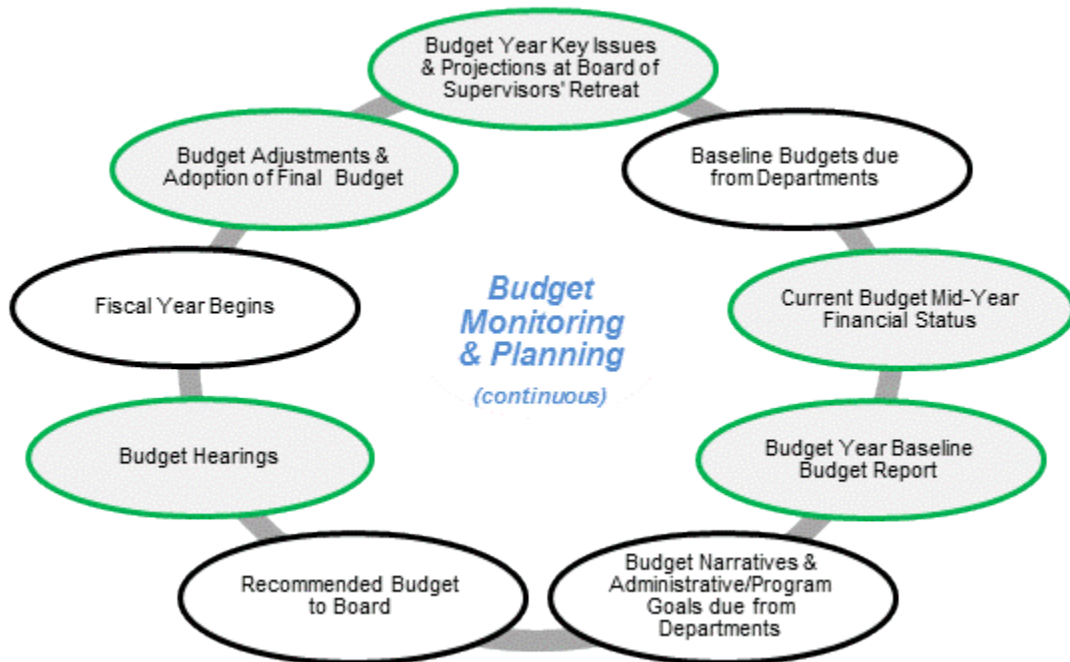 Budget Year Key Issues
& Projections at Board of
Supervisors' Retreat
Baseline Budgets due
from Departments
Current Budget Mid-Year
Financial Status
Budget Year Baseline
Budget Report
Budget Narratives &
Administrative/Program
Goals due from
Departments
Recommended Budget
to Board
Budget Hearings
Fiscal Year Begins
Budget Adjustments &
Adoption of Final Budget
Budget
Monitoring
& Planning
(continuous)